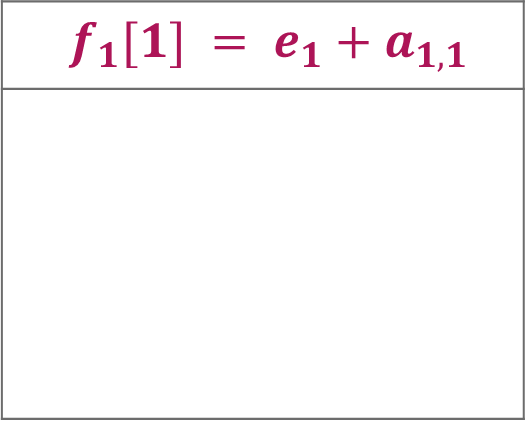 f₁[1] = e₁ + a₁,₁